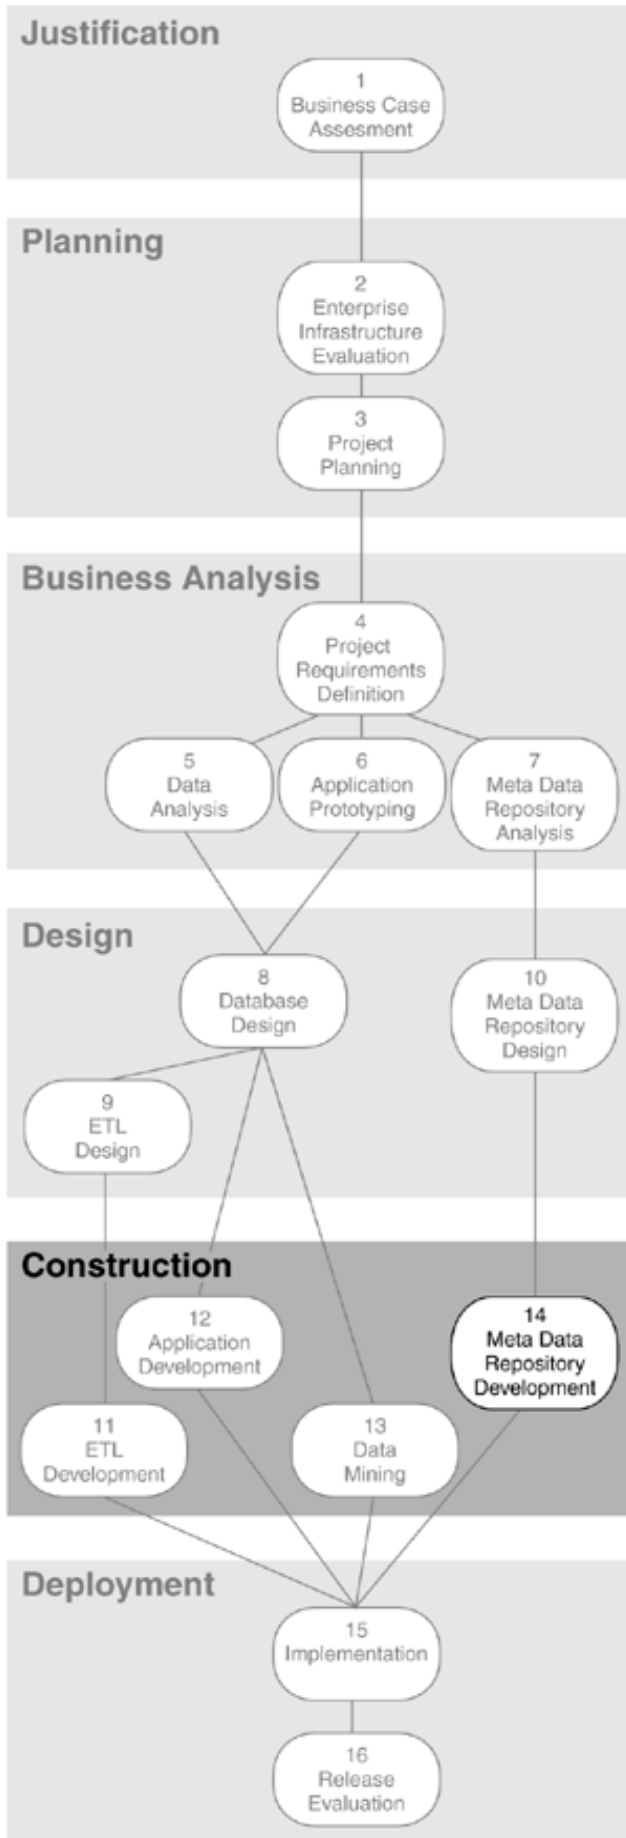 Justification
1
Business Case
Assesment
Planning
2
Enterprise
Infrastructure
Evaluation
3
Project
Planning
Business Analysis
4
Project
Requirements
Definition
5
Data
Analysis
6
Application
Prototyping
7
Meta Data
Repository
Analysis
Design
8
Database
Design
10
Meta Data
Repository
Design
9
ETL
Design
Construction
12
Application
Development
14
Meta Data
Repository
Development
11
ETL
Development
13
Data
Mining
Deployment
15
Implementation
16
Release
Evaluation